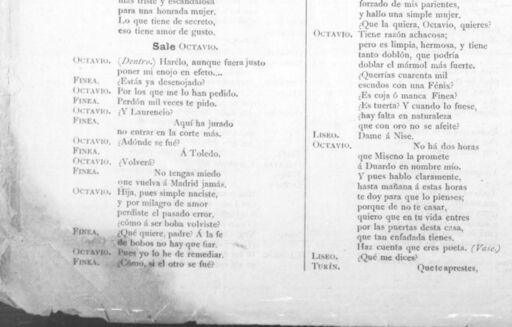 más triste y escandalosa
para una honrada mujer.
Lo que tiene de secreto,
eso tiene amor de gusto.
Sale OCTAVIO.
OCTAVIO. (Dentro.) Harélo, aunque fuera justo
poner mi enojo en efeto....
FINEA. ¿Estás ya desenojado?
OCTAVIO. Por los que me lo han pedido.
FINEA. Perdón mil veces te pido.
OCTAVIO. ¿Y Laurencio?
FINEA. Aquí ha jurado
no entrar en la corte más.
OCTAVIO. ¿Adónde se fué?
FINEA. Á Toledo.
OCTAVIO. ¿Volverá?
FINEA. No tengas miedo
que vuelva á Madrid jamás.
OCTAVIO. Hija, pues simple naciste,
y por milagro de amor
perdiste el pasado error,
¿cómo á ser boba volviste?
FINEA. ¿Qué quiere, padre? Á la fe
de bobos no hay que fiar.
OCTAVIO. Pues yo lo he de remediar.
FINEA. ¿Cómo, si el otro se fué?
forzado de mis parientes,
y hallo una simple mujer.
¿Que la quiera, Octavio, quieres?
OCTAVIO. Tiene razón achacosa;
pero es limpia, hermosa, y tiene
tanto doblón, que podría
doblar el mármol más fuerte.
¿Querrías cuarenta mil
escudos con una Fénix?
¿Es coja ó manca Finea?
¿Es tuerta? Y cuando lo fuese,
¿hay falta en naturaleza
que con oro no se afeite?
LISEO. Dame á Nise.
OCTAVIO. No há dos horas
que Miseno la promete
á Duardo en nombre mío.
Y pues hablo claramente,
hasta mañana á estas horas
te doy para que lo pienses;
porque de no te casar,
quiero que en tu vida entres
por las puertas desta casa,
que tan enfadada tienes.
Haz cuenta que eres poeta. (Vase.)
LISEO. ¿Qué me dices?
TURÍN. Que te aprestes,